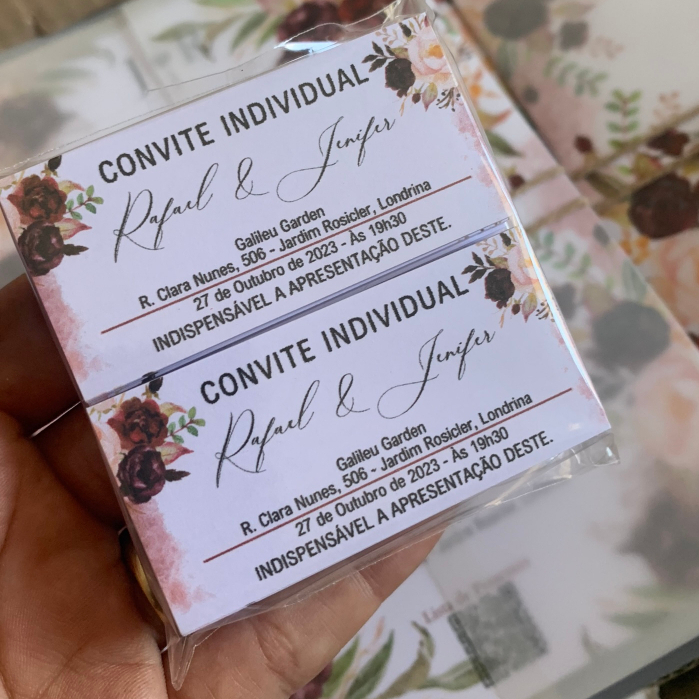 CONVITE INDIVIDUAL
Rafael & Jenifer
Galileu Garden
R. Clara Nunes, 506 - Jardim Rosicler, Londrina
27 de Outubro de 2023 - Às 19h30
INDISPENSÁVEL A APRESENTAÇÃO DESTE.
CONVITE INDIVIDUAL
Rafael & Jenifer
Galileu Garden
R. Clara Nunes, 506 - Jardim Rosicler, Londrina
27 de Outubro de 2023 - Às 19h30
INDISPENSÁVEL A APRESENTAÇÃO DESTE.